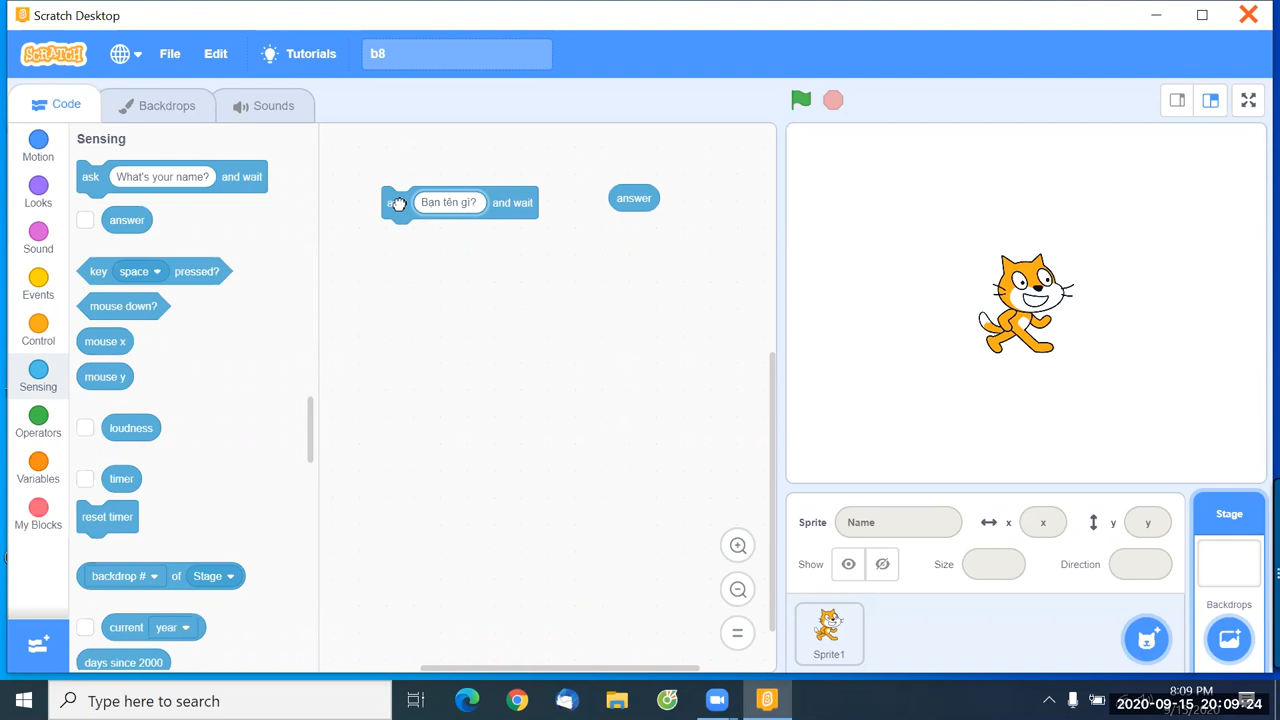 Scratch Desktop
SCRATCH
File
Edit
Tutorials
b8
Code
Backdrops
Sounds
Motion
Looks
Sound
Events
Control
Sensing
Operators
Variables
My Blocks
Sensing
ask What's your name? and wait
answer
key space pressed?
mouse down?
mouse x
mouse y
loudness
timer
reset timer
backdrop # of Stage
current year
days since 2000
Bạn tên gì? and wait
answer
Sprite Name x x y y
Show Size Direction
Sprite1
Stage
Backdrops
Type here to search
8:09 PM
2020-09-15 20:09:24